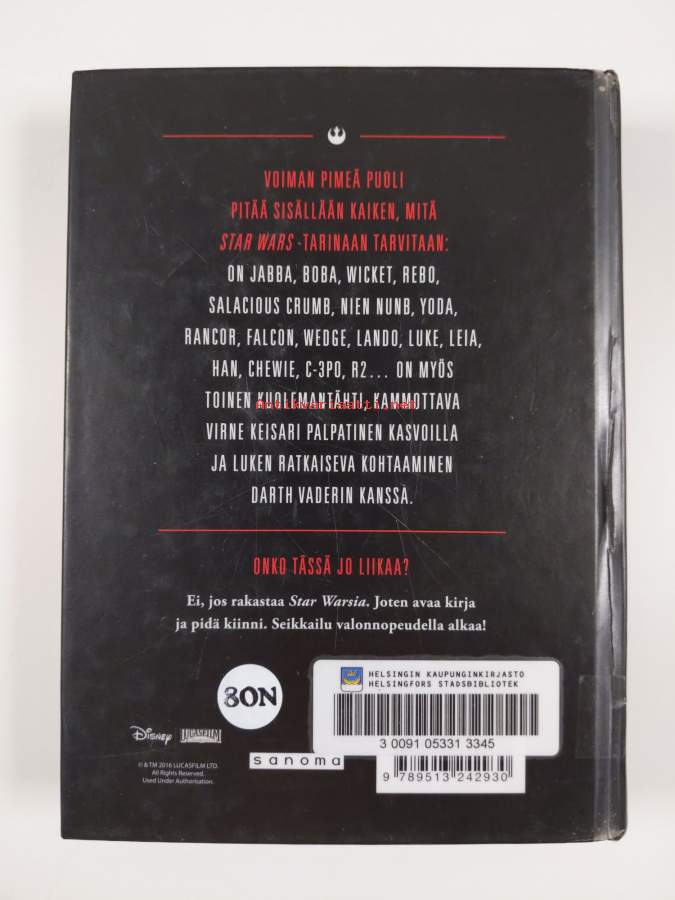 VOIMAN PIMEÄ PUOLI
PITÄÄ SISÄLLÄÄN KAIKEN, MITÄ
STAR WARS -TARINAAN TARVITAAN:
ON JABBA, BOBA, WICKET, REBO,
SALACIOUS CRUMB, NIEN NUNB, YODA,
RANCOR, FALCON, WEDGE, LANDO, LUKE, LEIA,
HAN, CHEWIE, C-3PO, R2... ON MYÖS
TOINEN KUOLEMANTÄHTI, KAMMOTTAVA
antikvariaatti.net
VIRNE KEISARI PALPATINEN KASVOILLA
JA LUKEN RATKAISEVA KOHTAAMINEN
DARTH VADERIN KANSSA.
ONKO TÄSSÄ JO LIIKAA?
Ei, jos rakastaa Star Warsia. Joten avaa kirja
ja pidä kiinni. Seikkailu valonnopeudella alkaa!
80N
HELSINGIN KAUPUNGINKIRJASTO
HELSINGFORS STADSBIBLIOTEK
3 0091 05331 3345
Disney LUCASFILM
sanoma
© & TM 2016 LUCASFILM LTD.
All Rights Reserved.
Used Under Authorisation.
9 789513 242930